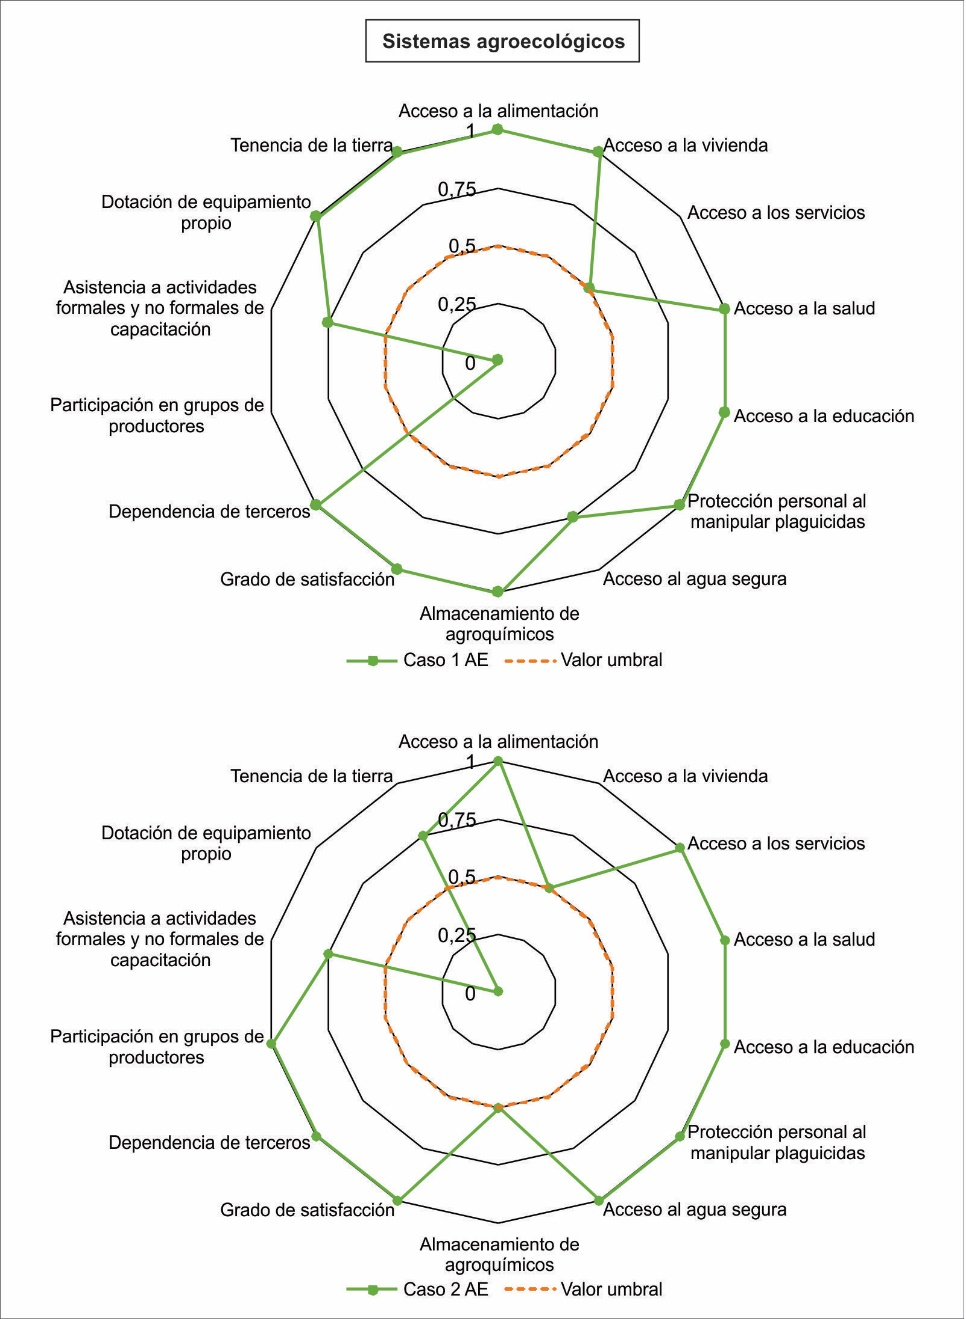 Sistemas agroecológicos
Acceso a la alimentación
1
Tenencia de la tierra
Acceso a la vivienda
0,75
Dotación de equipamiento
propio
Acceso a los servicios
0,5
Asistencia a actividades
formales y no formales de
capacitación
0,25
Acceso a la salud
0
Participación en grupos de
productores
Acceso a la educación
Dependencia de terceros
Protección personal al
manipular plaguicidas
Grado de satisfacción
Acceso al agua segura
Almacenamiento de
agroquímicos
Caso 1 AE
Valor umbral
Acceso a la alimentación
1
Tenencia de la tierra
Acceso a la vivienda
0,75
Dotación de equipamiento
propio
Acceso a los servicios
0,5
Asistencia a actividades
formales y no formales de
capacitación
0,25
Acceso a la salud
0
Participación en grupos de
productores
Acceso a la educación
Dependencia de terceros
Protección personal al
manipular plaguicidas
Grado de satisfacción
Acceso al agua segura
Almacenamiento de
agroquímicos
Caso 2 AE
Valor umbral